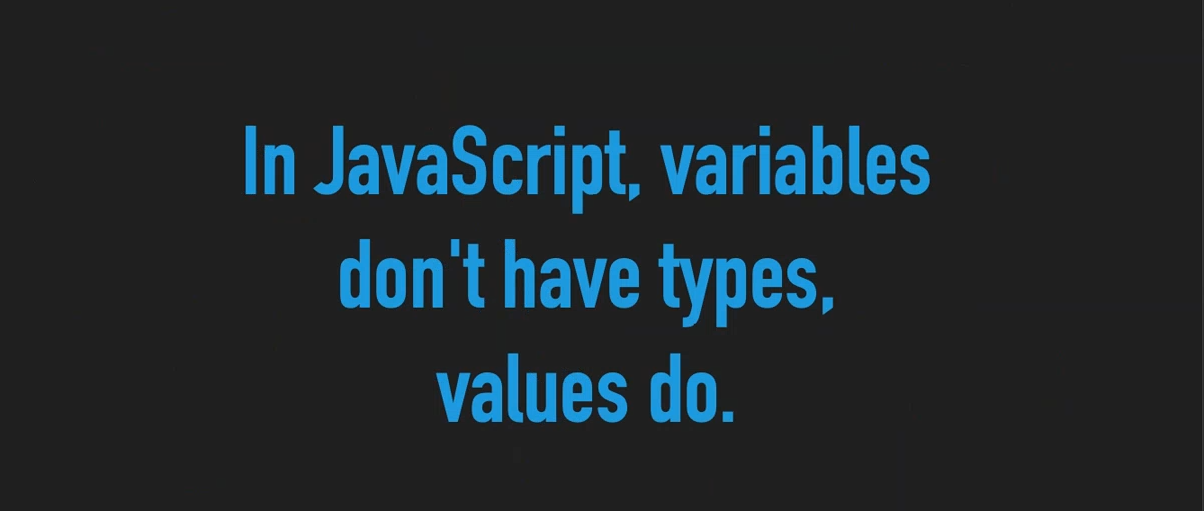 In JavaScript, variables
don't have types,
values do.